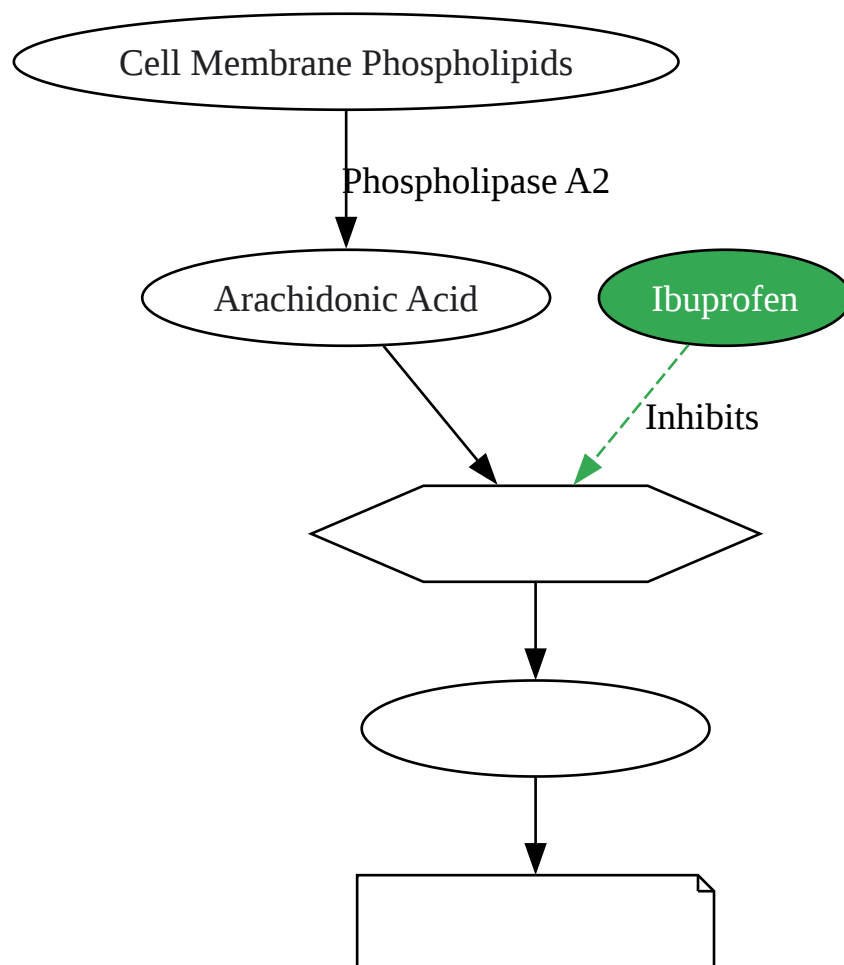 Cell Membrane Phospholipids
Phospholipase A2
Arachidonic Acid
Ibuprofen
Inhibits